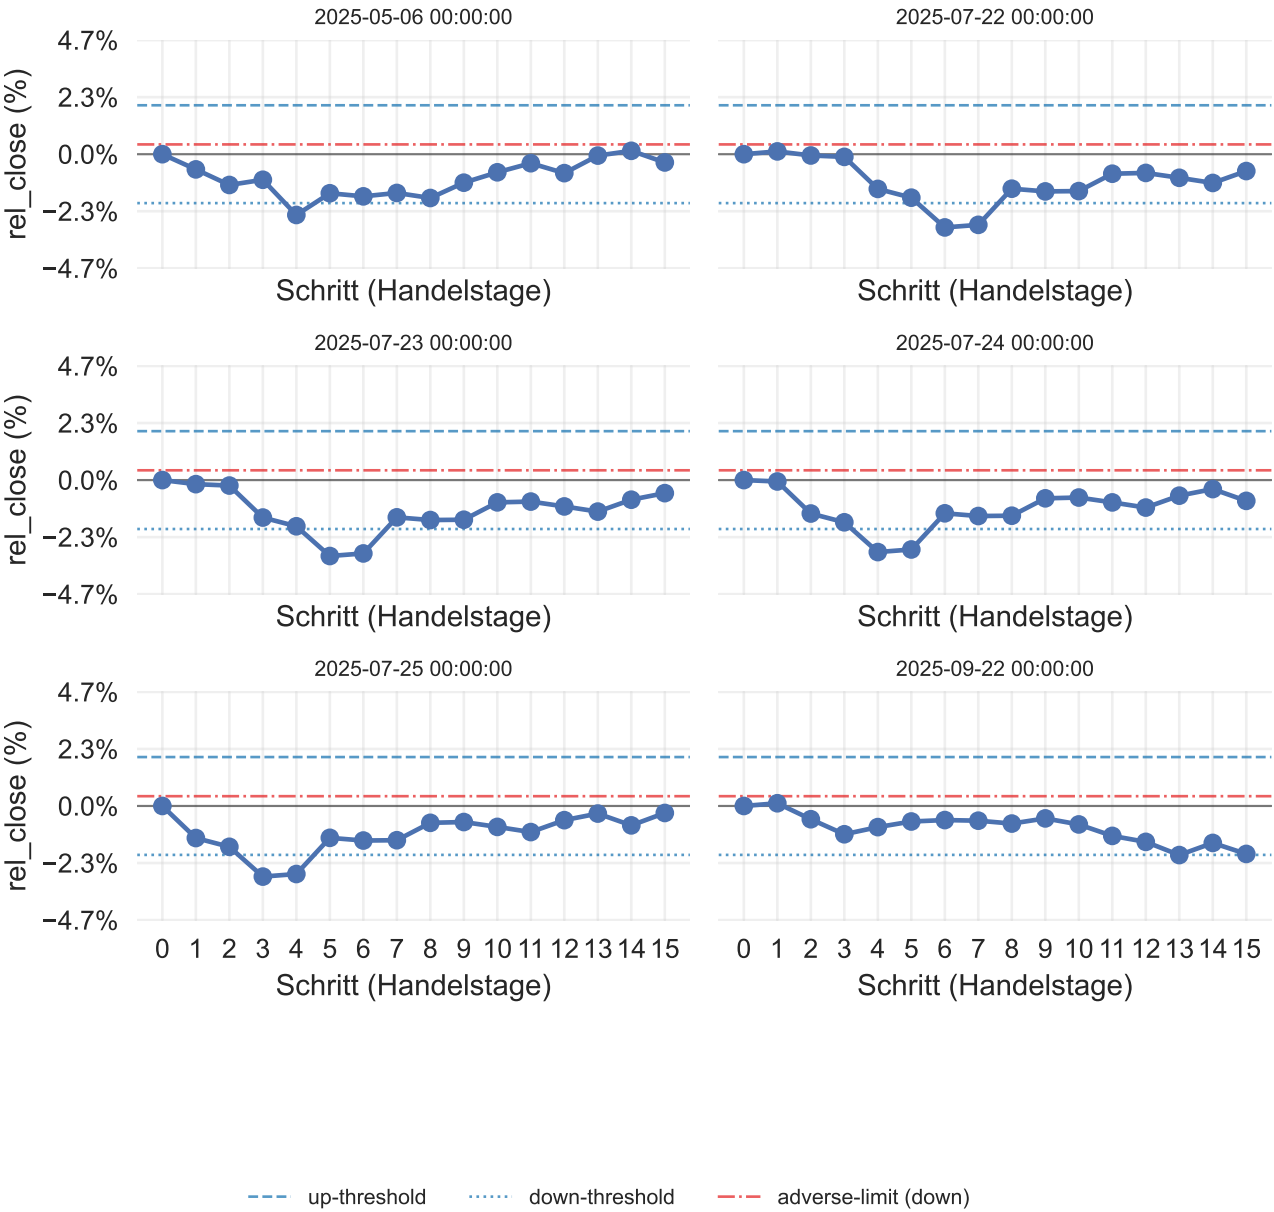 2025-05-06 00:00:00
4.7%
2.3%
0.0%
−2.3%
−4.7%
rel_close (%)
Schritt (Handelstage)
2025-07-22 00:00:00
Schritt (Handelstage)
2025-07-23 00:00:00
4.7%
2.3%
0.0%
−2.3%
−4.7%
rel_close (%)
Schritt (Handelstage)
2025-07-24 00:00:00
Schritt (Handelstage)
2025-07-25 00:00:00
4.7%
2.3%
0.0%
−2.3%
−4.7%
rel_close (%)
0 1 2 3 4 5 6 7 8 9 10 11 12 13 14 15
Schritt (Handelstage)
2025-09-22 00:00:00
0 1 2 3 4 5 6 7 8 9 10 11 12 13 14 15
Schritt (Handelstage)
up-threshold down-threshold adverse-limit (down)